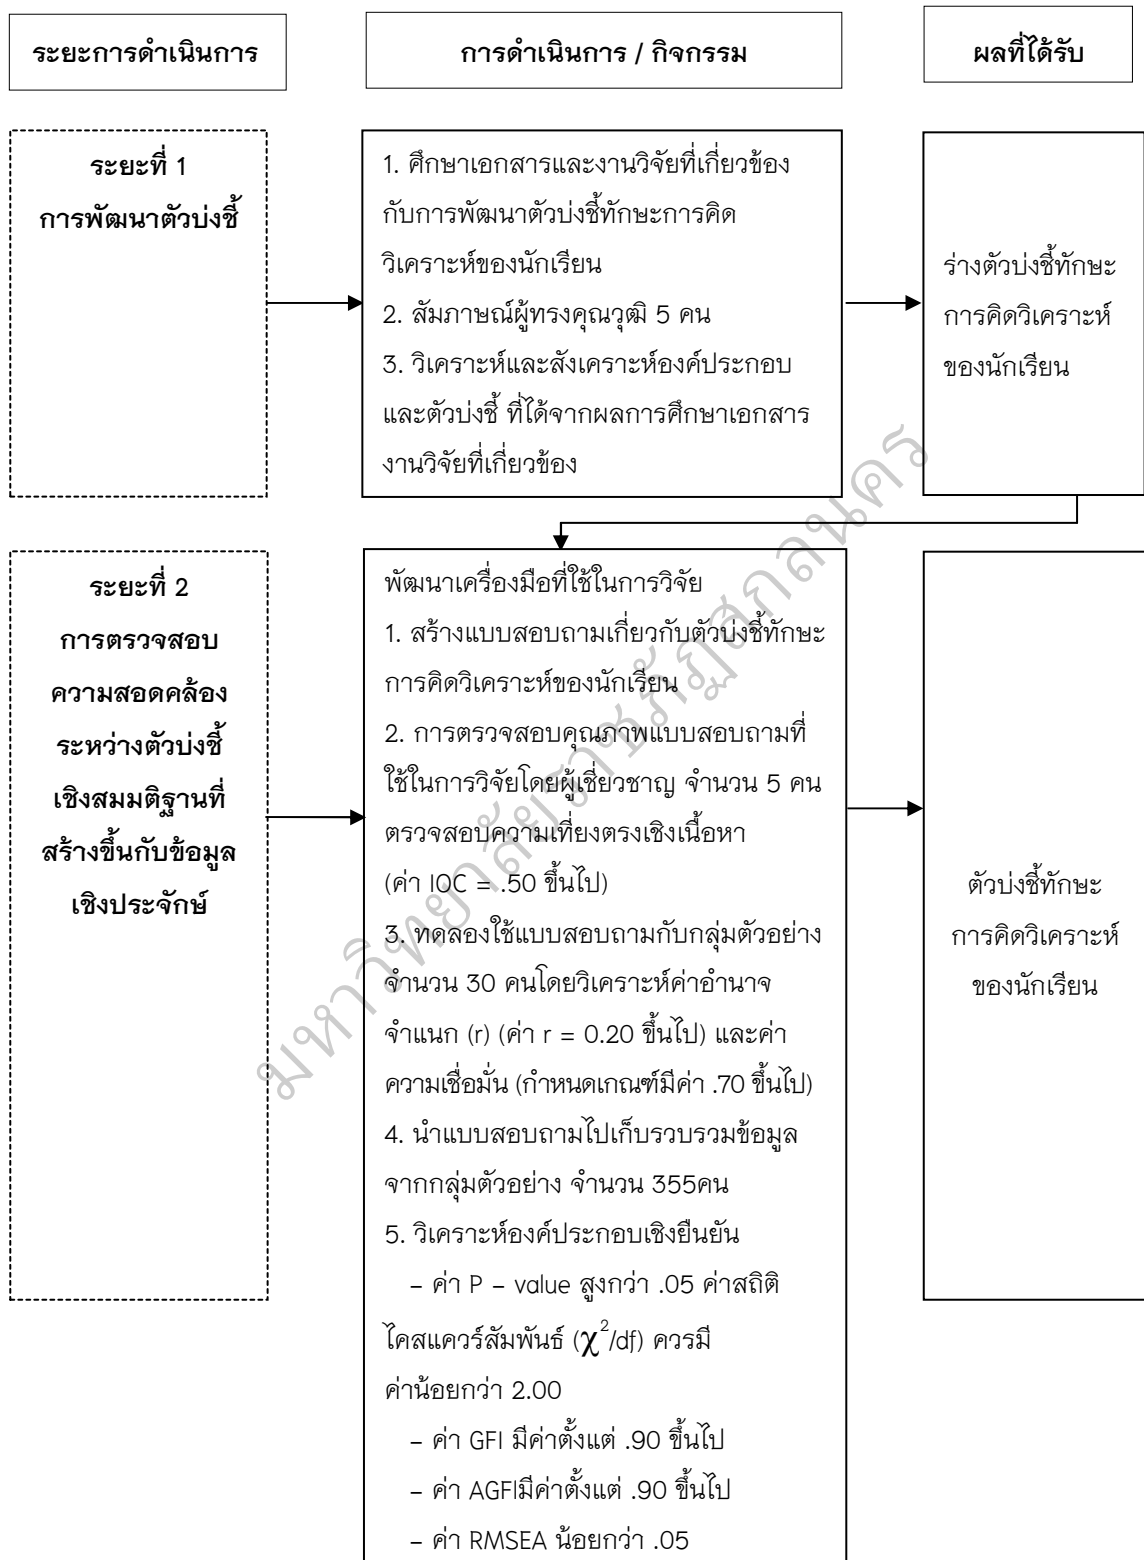 ระยะการดำเนินการ
การดำเนินการ / กิจกรรม
ผลที่ได้รับ
ระยะที่ 1
การพัฒนาตัวบ่งชี้
1. ศึกษาเอกสารและงานวิจัยที่เกี่ยวข้อง
กับการพัฒนาตัวบ่งชี้ทักษะการคิด
วิเคราะห์ของนักเรียน
2. สัมภาษณ์ผู้ทรงคุณวุฒิ 5 คน
3. วิเคราะห์และสังเคราะห์องค์ประกอบ
และตัวบ่งชี้ ที่ได้จากผลการศึกษาเอกสาร
งานวิจัยที่เกี่ยวข้อง
ร่างตัวบ่งชี้ทักษะ
การคิดวิเคราะห์
ของนักเรียน
ระยะที่ 2
การตรวจสอบ
ความสอดคล้อง
ระหว่างตัวบ่งชี้
เชิงสมมติฐานที่
สร้างขึ้นกับข้อมูล
เชิงประจักษ์
พัฒนาเครื่องมือที่ใช้ในการวิจัย
1. สร้างแบบสอบถามเกี่ยวกับตัวบ่งชี้ทักษะ
การคิดวิเคราะห์ของนักเรียน
2. การตรวจสอบคุณภาพแบบสอบถามที่
ใช้ในการวิจัยโดยผู้เชี่ยวชาญ จำนวน 5 คน
ตรวจสอบความเที่ยงตรงเชิงเนื้อหา
(ค่า IOC = .50 ขึ้นไป)
3. ทดลองใช้แบบสอบถามกับกลุ่มตัวอย่าง
จำนวน 30 คนโดยวิเคราะห์ค่าอำนาจ
จำแนก (r) (ค่า r = 0.20 ขึ้นไป) และค่า
ความเชื่อมั่น (กำหนดเกณฑ์มีค่า .70 ขึ้นไป)
4. นำแบบสอบถามไปเก็บรวบรวมข้อมูล
จากกลุ่มตัวอย่าง จำนวน 355คน
5. วิเคราะห์องค์ประกอบเชิงยืนยัน
– ค่า P – value สูงกว่า .05 ค่าสถิติ
ไคสแควร์สัมพันธ์ (χ²/df) ควรมี
ค่าน้อยกว่า 2.00
– ค่า GFI มีค่าตั้งแต่ .90 ขึ้นไป
– ค่า AGFIมีค่าตั้งแต่ .90 ขึ้นไป
– ค่า RMSEA น้อยกว่า .05
ตัวบ่งชี้ทักษะ
การคิดวิเคราะห์
ของนักเรียน
มหาวิทยาลัยราชภัฏสกลนคร